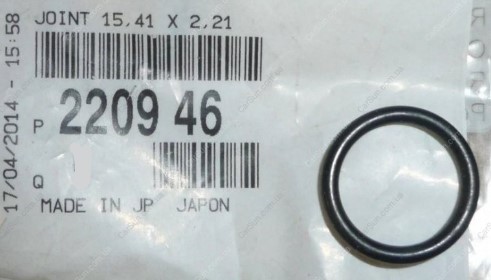 JOINT 15,41 X 2,21
P 2209 46
Q
MADE IN JP JAPON
17/04/2014 - 15:58